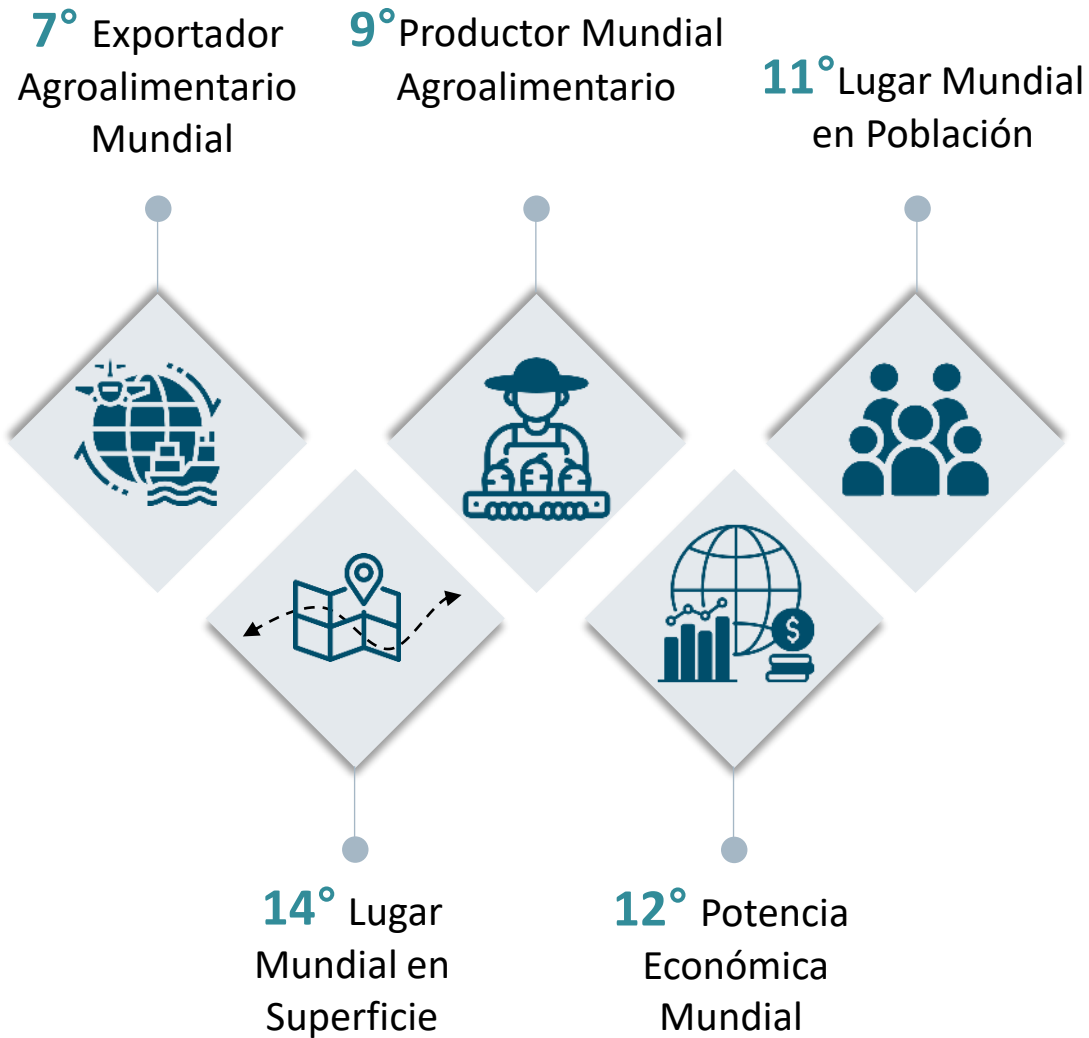 7° Exportador
Agroalimentario
Mundial
9°Productor Mundial
Agroalimentario
11°Lugar Mundial
en Población
$
14° Lugar
Mundial en
Superficie
12° Potencia
Económica
Mundial